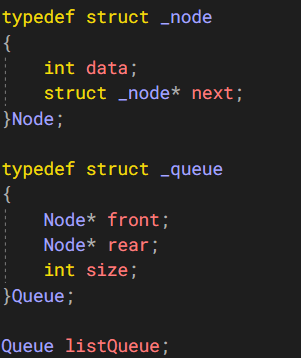 typedef struct _node
{
    int data;
    struct _node* next;
}Node;

typedef struct _queue
{
    Node* front;
    Node* rear;
    int size;
}Queue;

Queue listQueue;